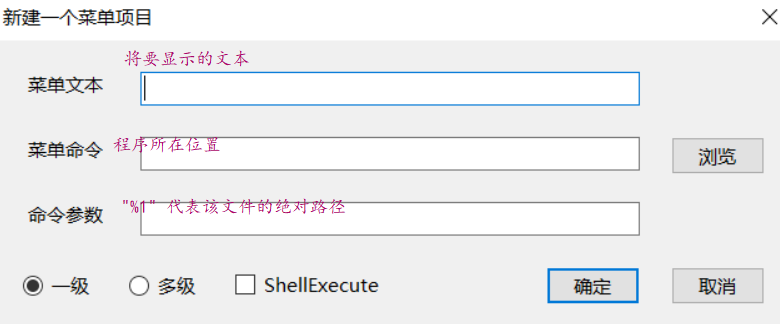 新建一个菜单项目
将要显示的文本
菜单文本
菜单命令 程序所在位置 浏览
命令参数 "%1" 代表该文件的绝对路径
一级 多级 ShellExecute 确定 取消